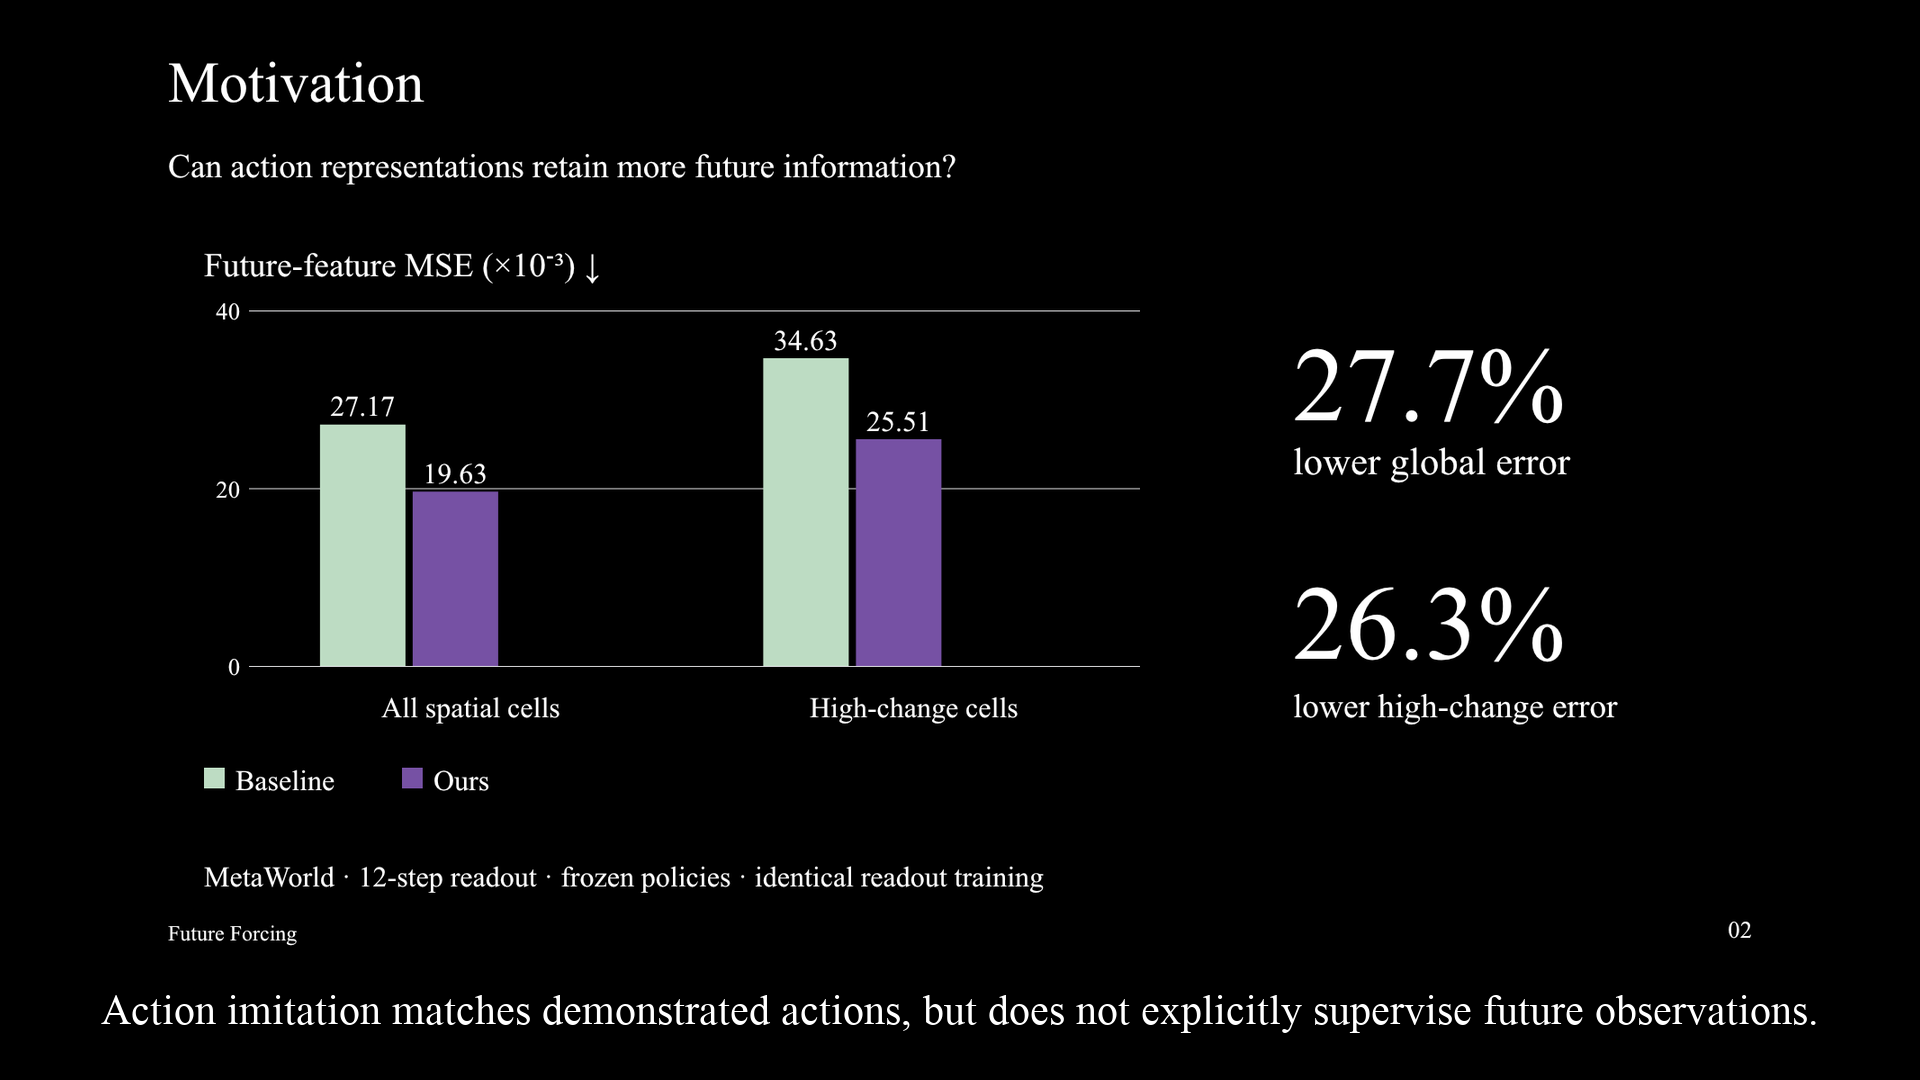 Motivation
Can action representations retain more future information?
Future-feature MSE (×10⁻³) ↓
40
34.63
27.17
25.51
19.63
20
0
All spatial cells
High-change cells
Baseline
Ours
27.7%
lower global error
26.3%
lower high-change error
MetaWorld · 12-step readout · frozen policies · identical readout training
Future Forcing
02
Action imitation matches demonstrated actions, but does not explicitly supervise future observations.